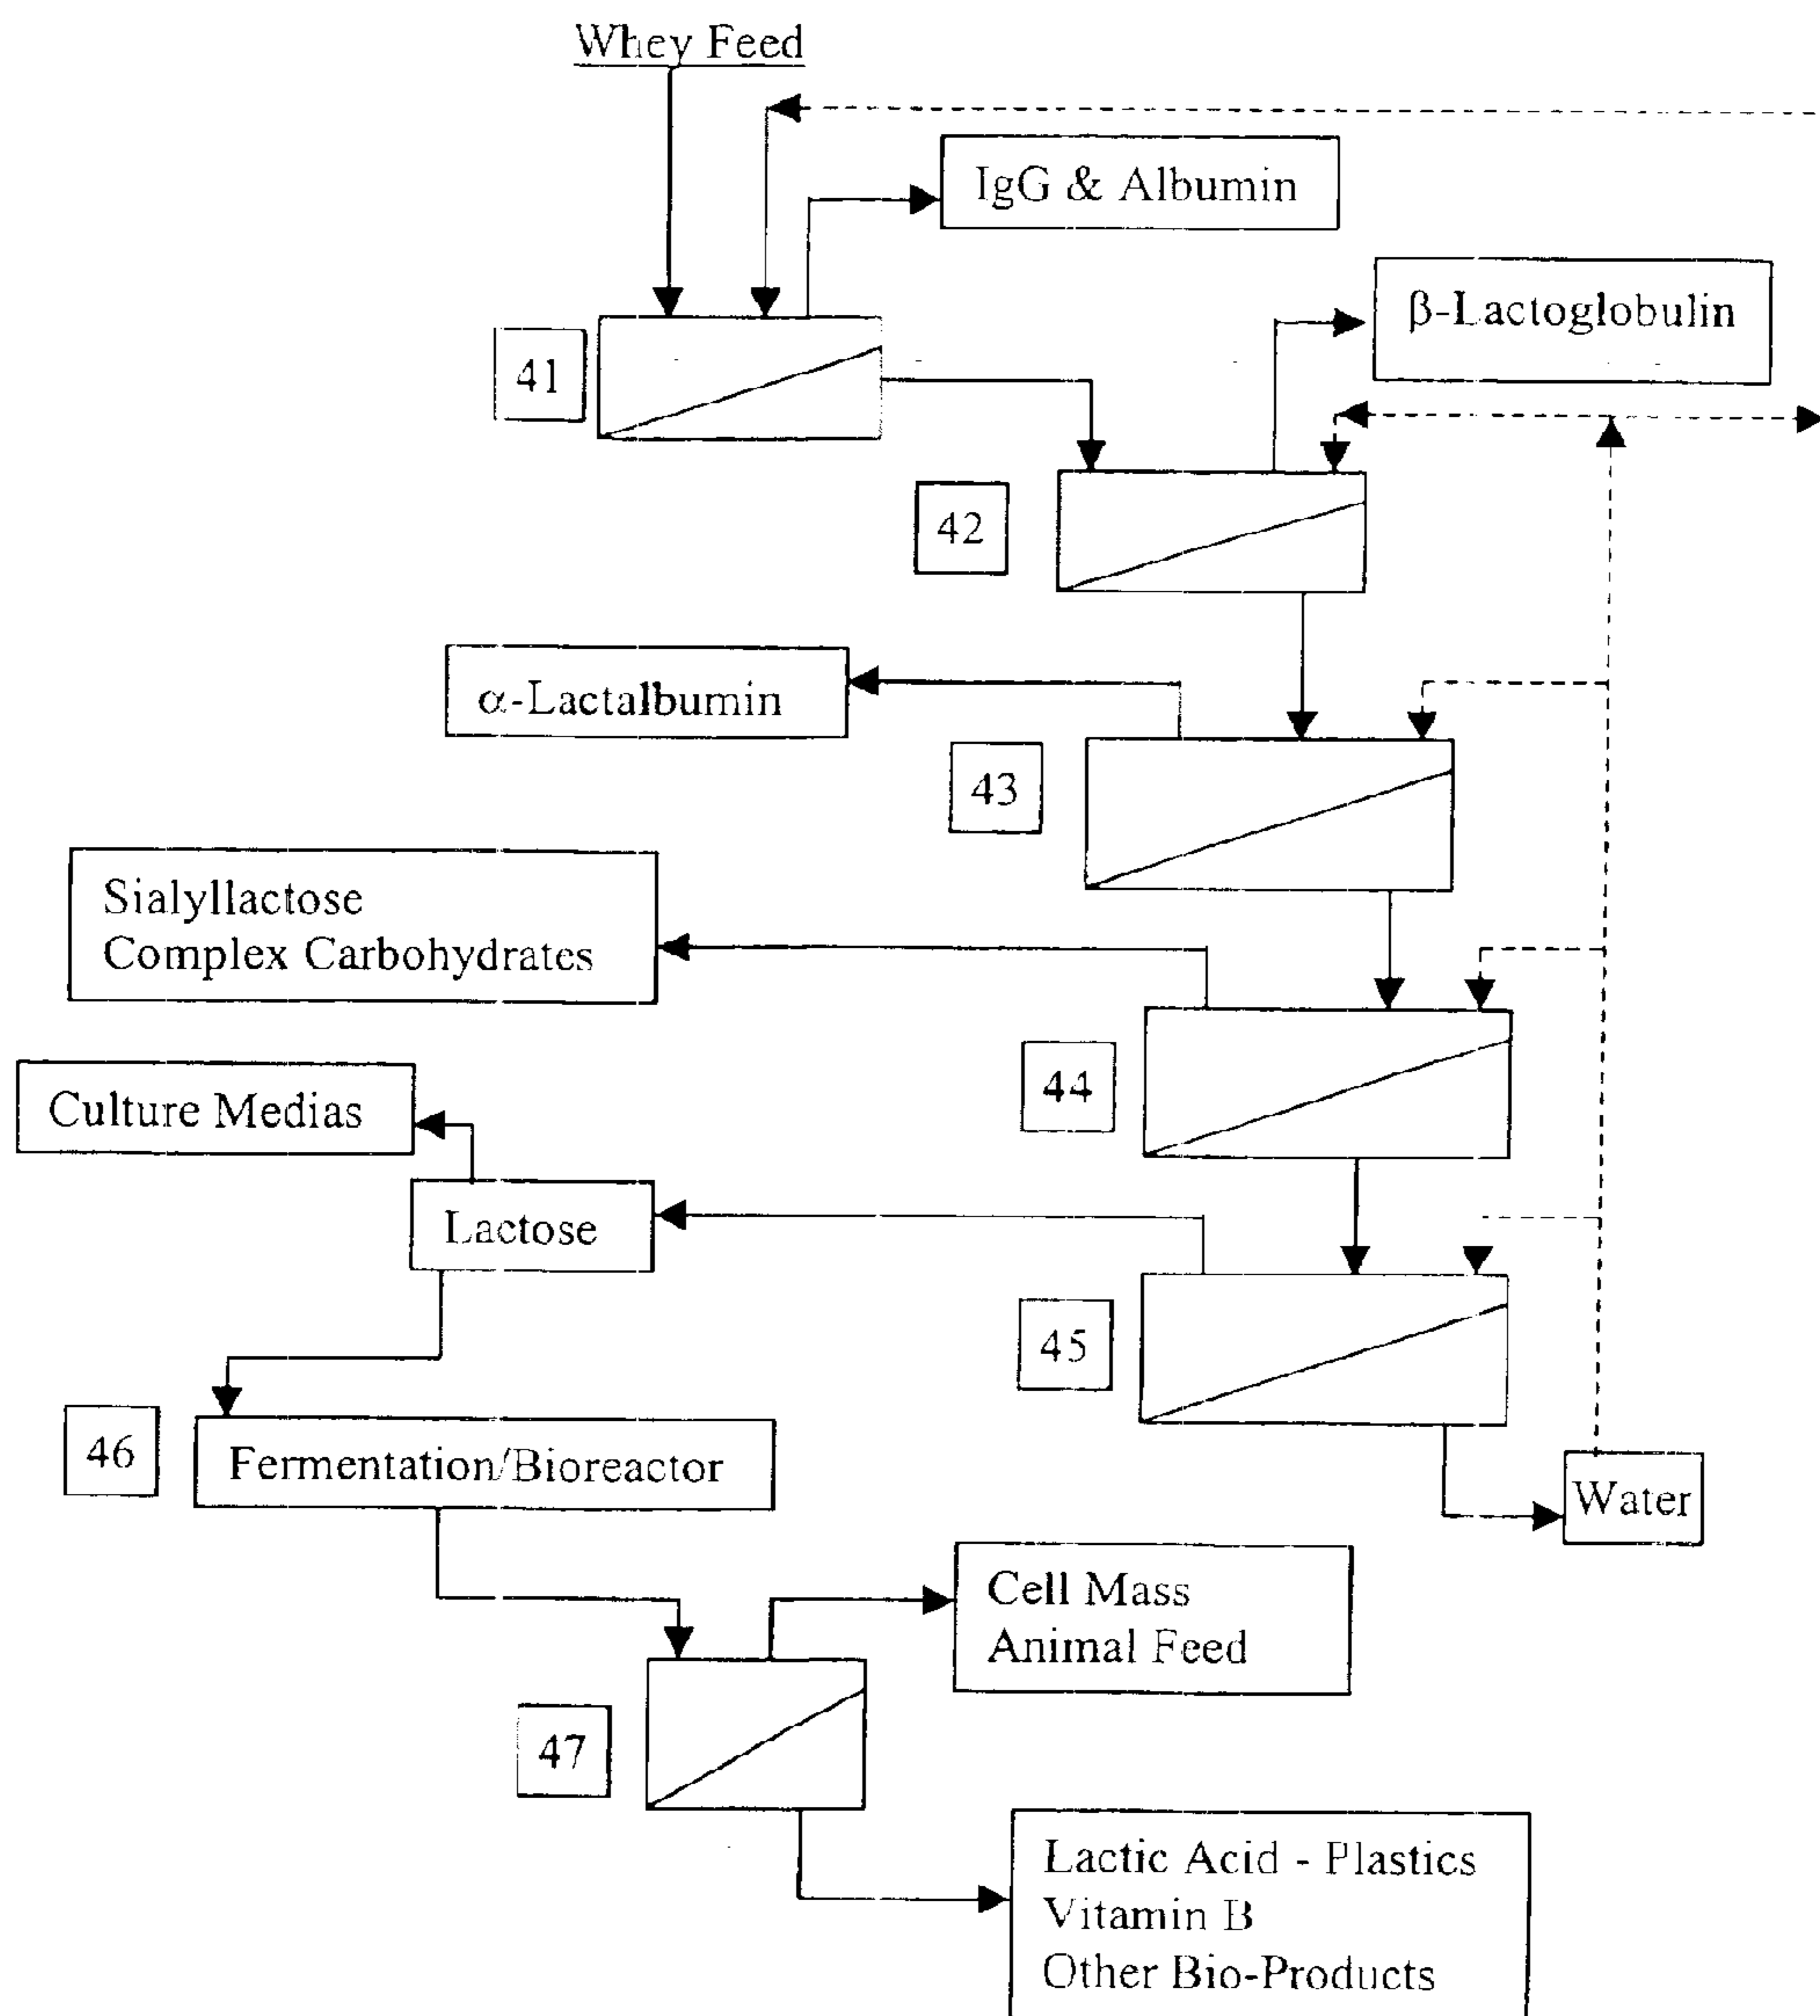 Whey Feed
IgG & Albumin
β-Lactoglobulin
41
42
α-Lactalbumin
43
Sialyllactose
Complex Carbohydrates
44
Culture Medias
Lactose
45
46
Fermentation/Bioreactor
Water
Cell Mass
Animal Feed
47
Lactic Acid - Plastics
Vitamin B
Other Bio-Products